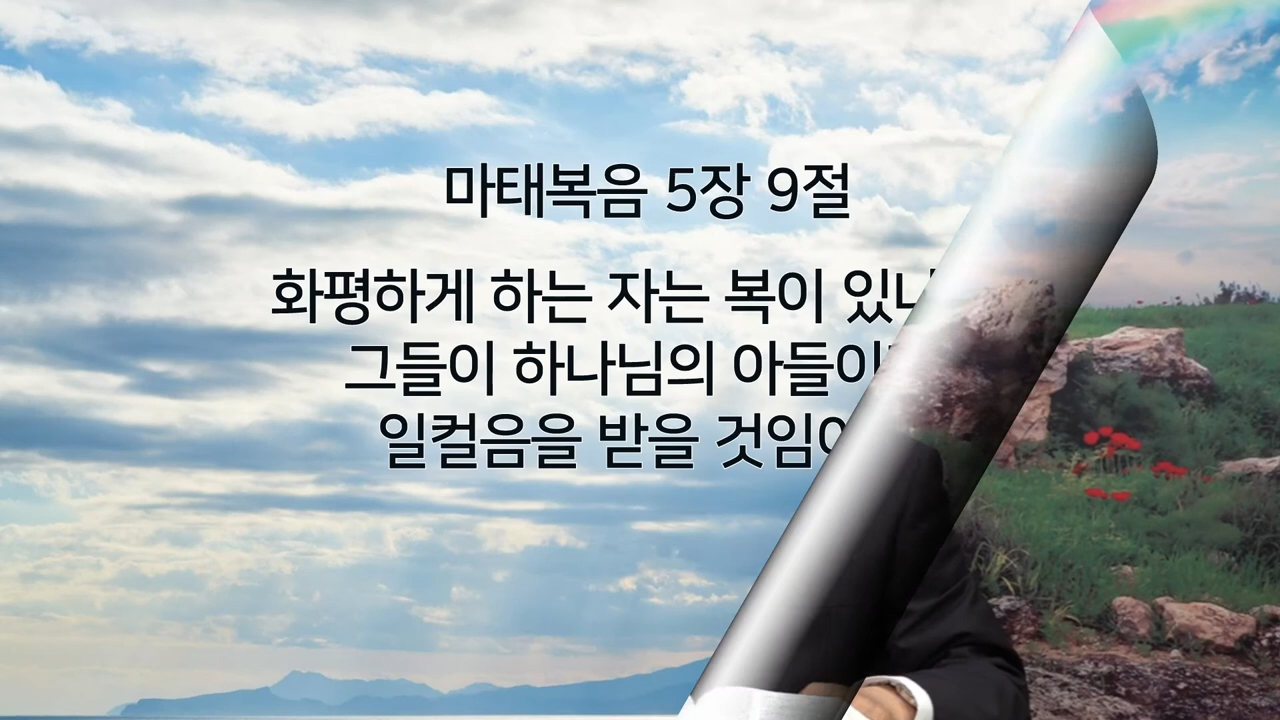 마태복음 5장 9절
화평하게 하는 자는 복이
그들이 하나님의
일컬음을 받을